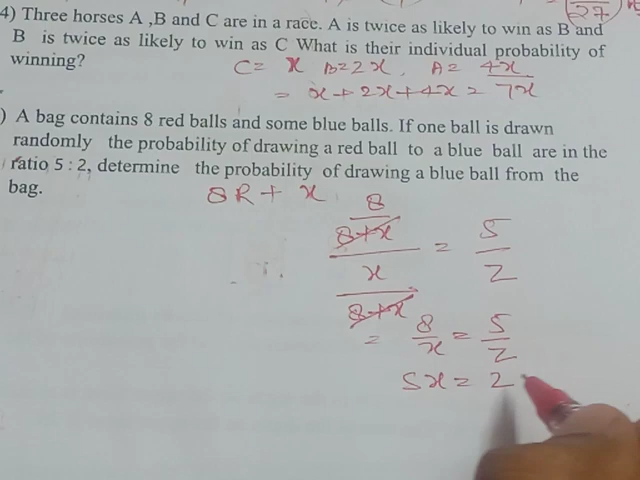 27
4) Three horses A ,B and C are in a race. A is twice as likely to win as B and
B is twice as likely to win as C What is their individual probability of
winning?
C = x B=2x, A = 4x
= x+2x+4x = 7x
) A bag contains 8 red balls and some blue balls. If one ball is drawn
randomly the probability of drawing a red ball to a blue ball are in the
ratio 5 : 2, determine the probability of drawing a blue ball from the
bag.
8R + x
8
8+x
x
8+x
= 5/2
= 8/x = 5/2
5x = 2